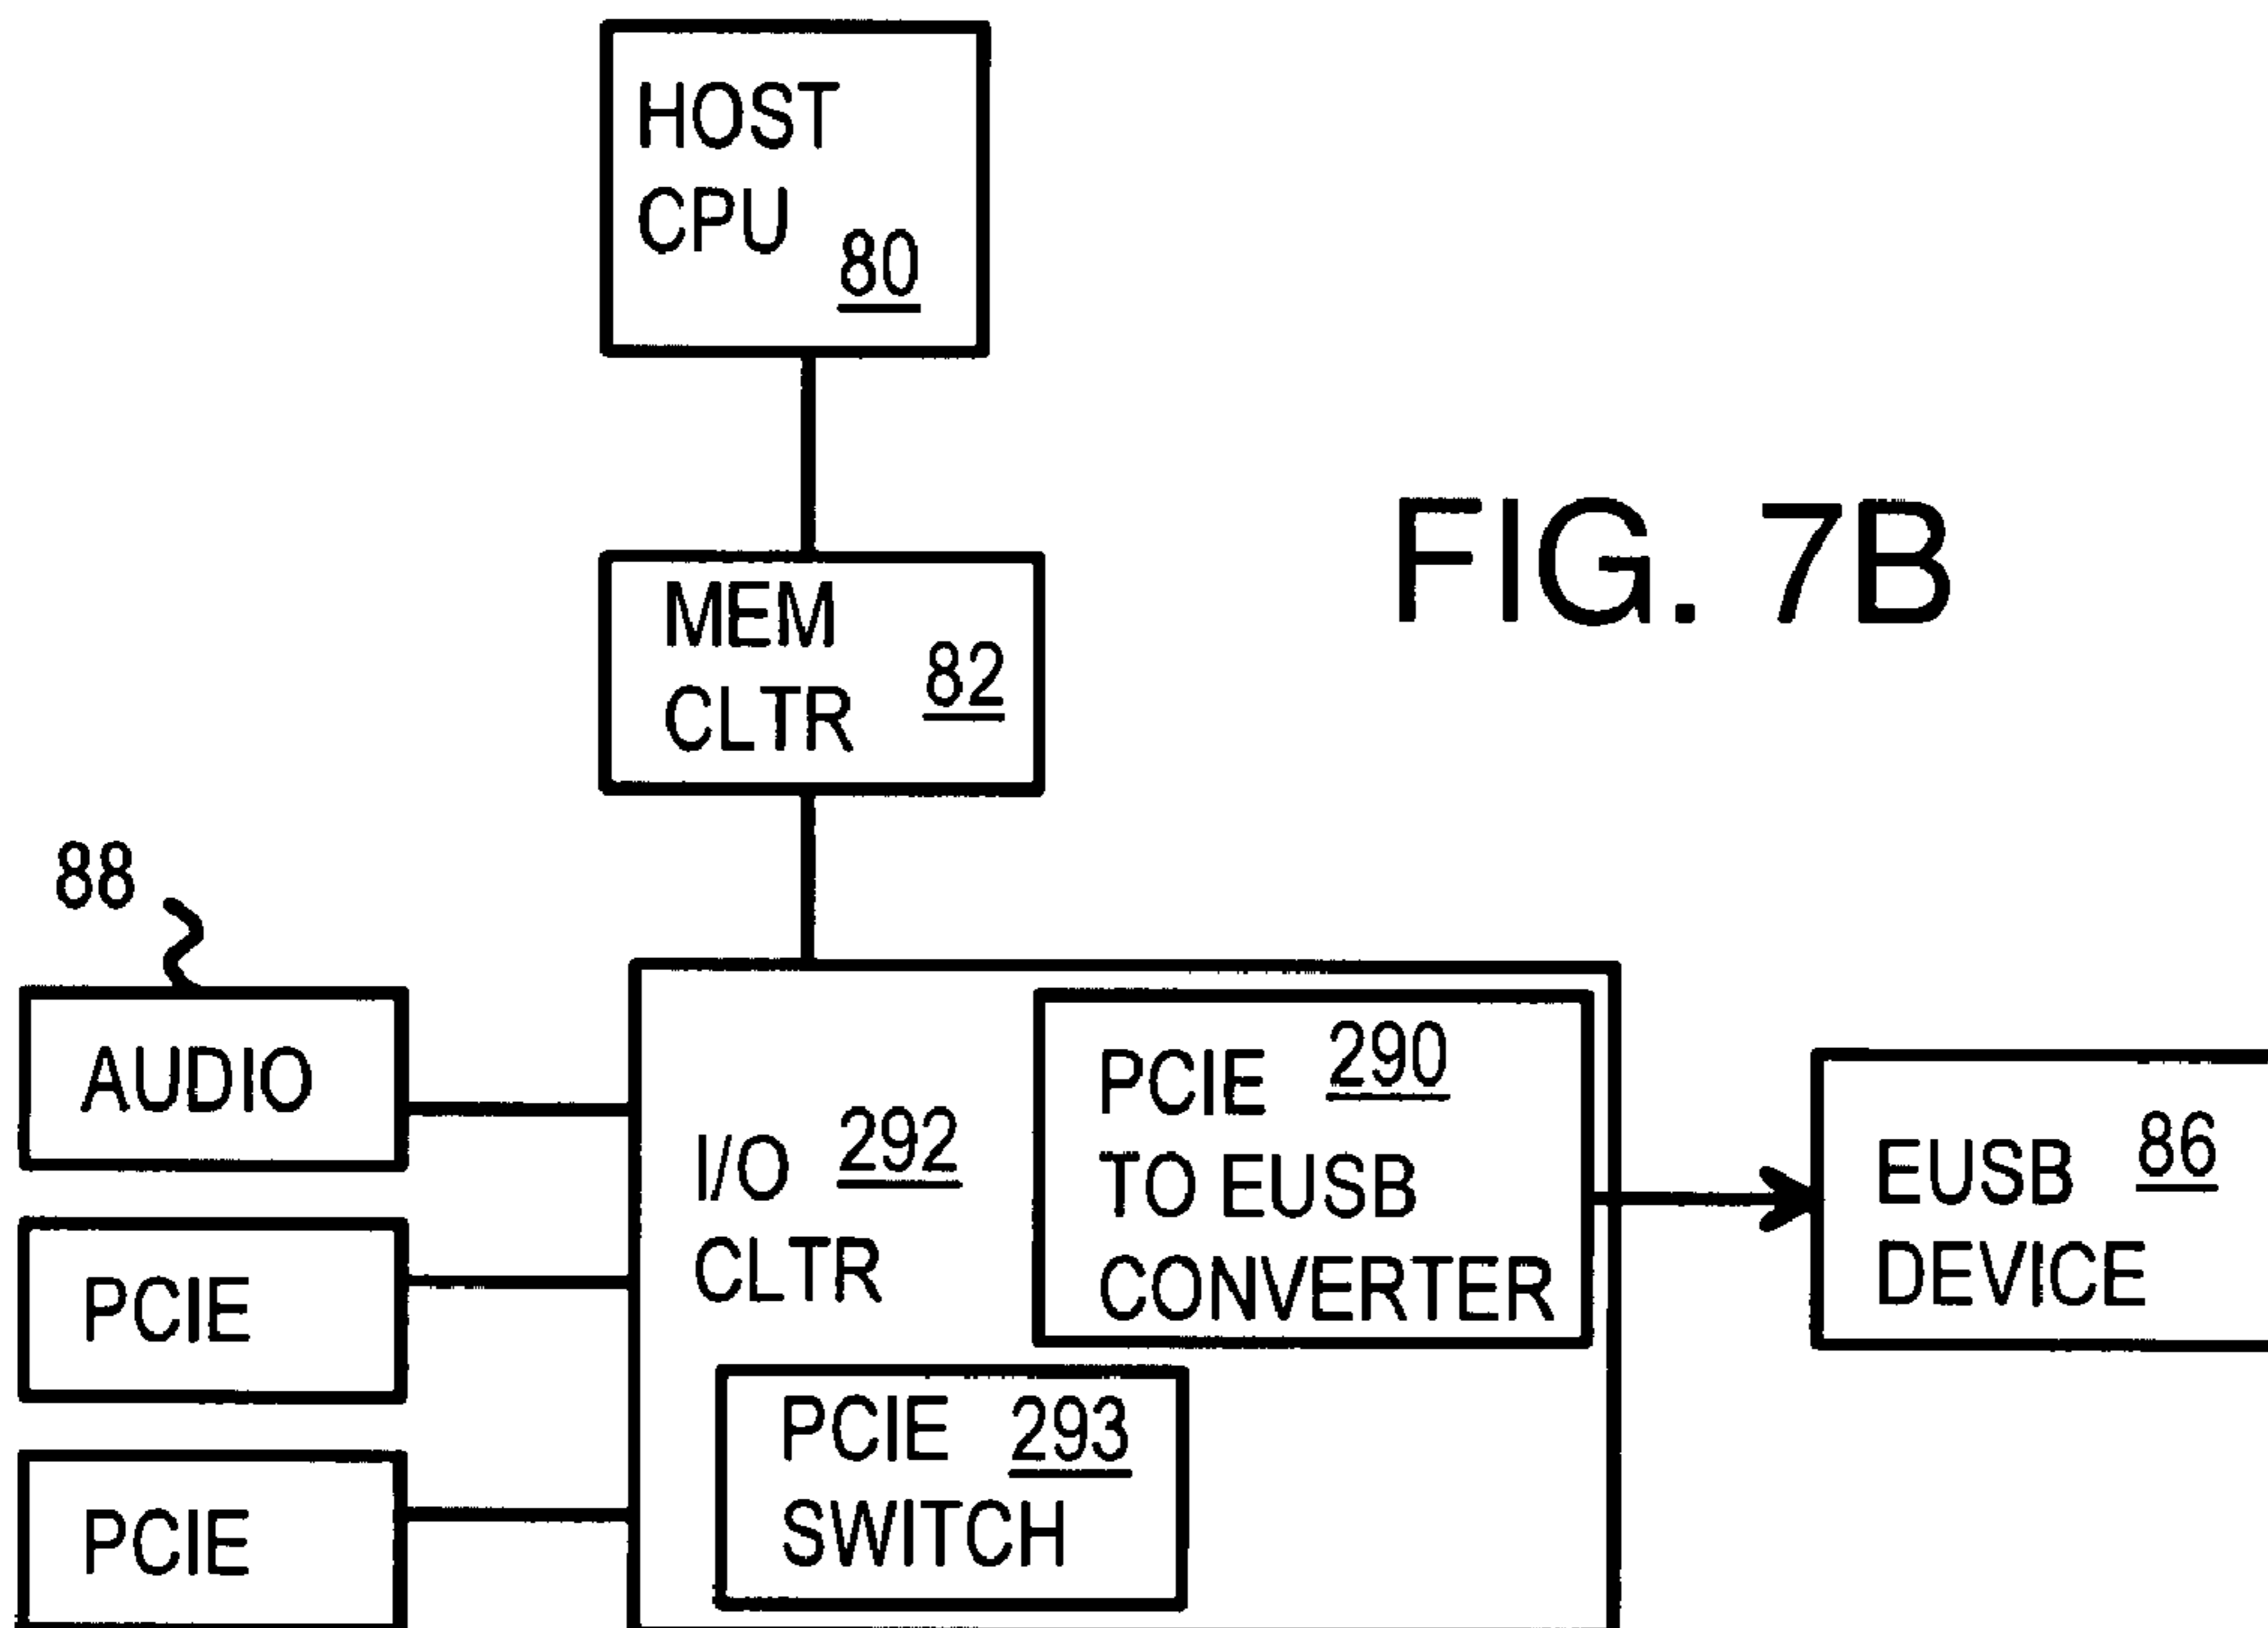 HOST
CPU
80
FIG. 7B
MEM
CLTR
82
88
AUDIO
PCIE
PCIE
I/O
CLTR
292
PCIE
TO EUSB
CONVERTER
290
PCIE
SWITCH
293
EUSB
DEVICE
86